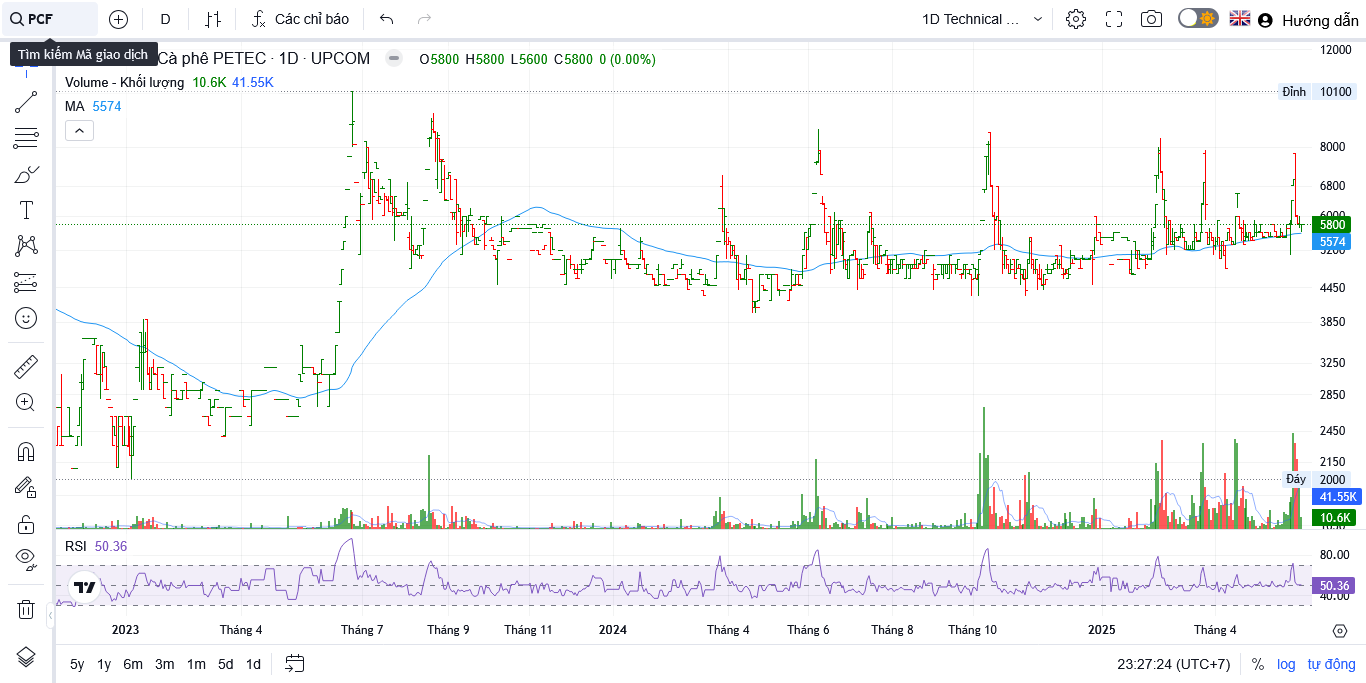 PCF
D
Các chỉ báo
1D Technical ...
Hướng dẫn
Tìm kiếm Mã giao dịch
Cà phê PETEC · 1D · UPCOM
O5800 H5800 L5600 C5800 0 (0.00%)
Volume - Khối lượng 10.6K 41.55K
MA 5574
12000
Đỉnh 10100
8000
6800
6000
5800
5574
5200
4450
3850
3250
2850
2450
2150
Đáy 2000
41.55K
10.6K
RSI 50.36
80.00
50.36
40.00
2023 Tháng 4 Tháng 7 Tháng 9 Tháng 11 2024 Tháng 4 Tháng 6 Tháng 8 Tháng 10 2025 Tháng 4
5y 1y 6m 3m 1m 5d 1d
23:27:24 (UTC+7) % log tự động